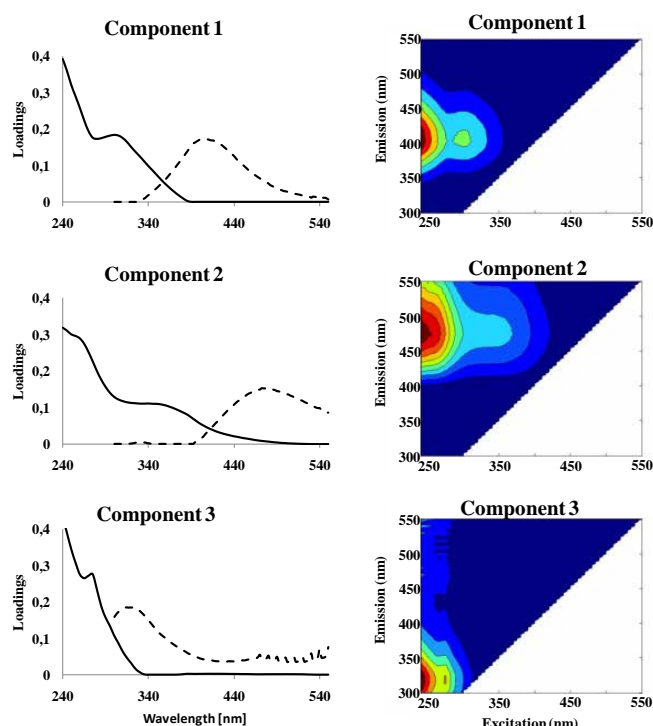 Component 1
0,4
0,3
0,2
0,1
0
Loadings
240 340 440 540
Component 1
550
500
450
400
350
300
Emission (nm)
250 350 450 550
Component 2
0,4
0,3
0,2
0,1
0
Loadings
240 340 440 540
Component 2
550
500
450
400
350
300
Emission (nm)
250 350 450 550
Component 3
0,4
0,3
0,2
0,1
0
Loadings
240 340 440 540
Wavelength [nm]
Component 3
550
500
450
400
350
300
Emission (nm)
250 350 450 550
Excitation (nm)